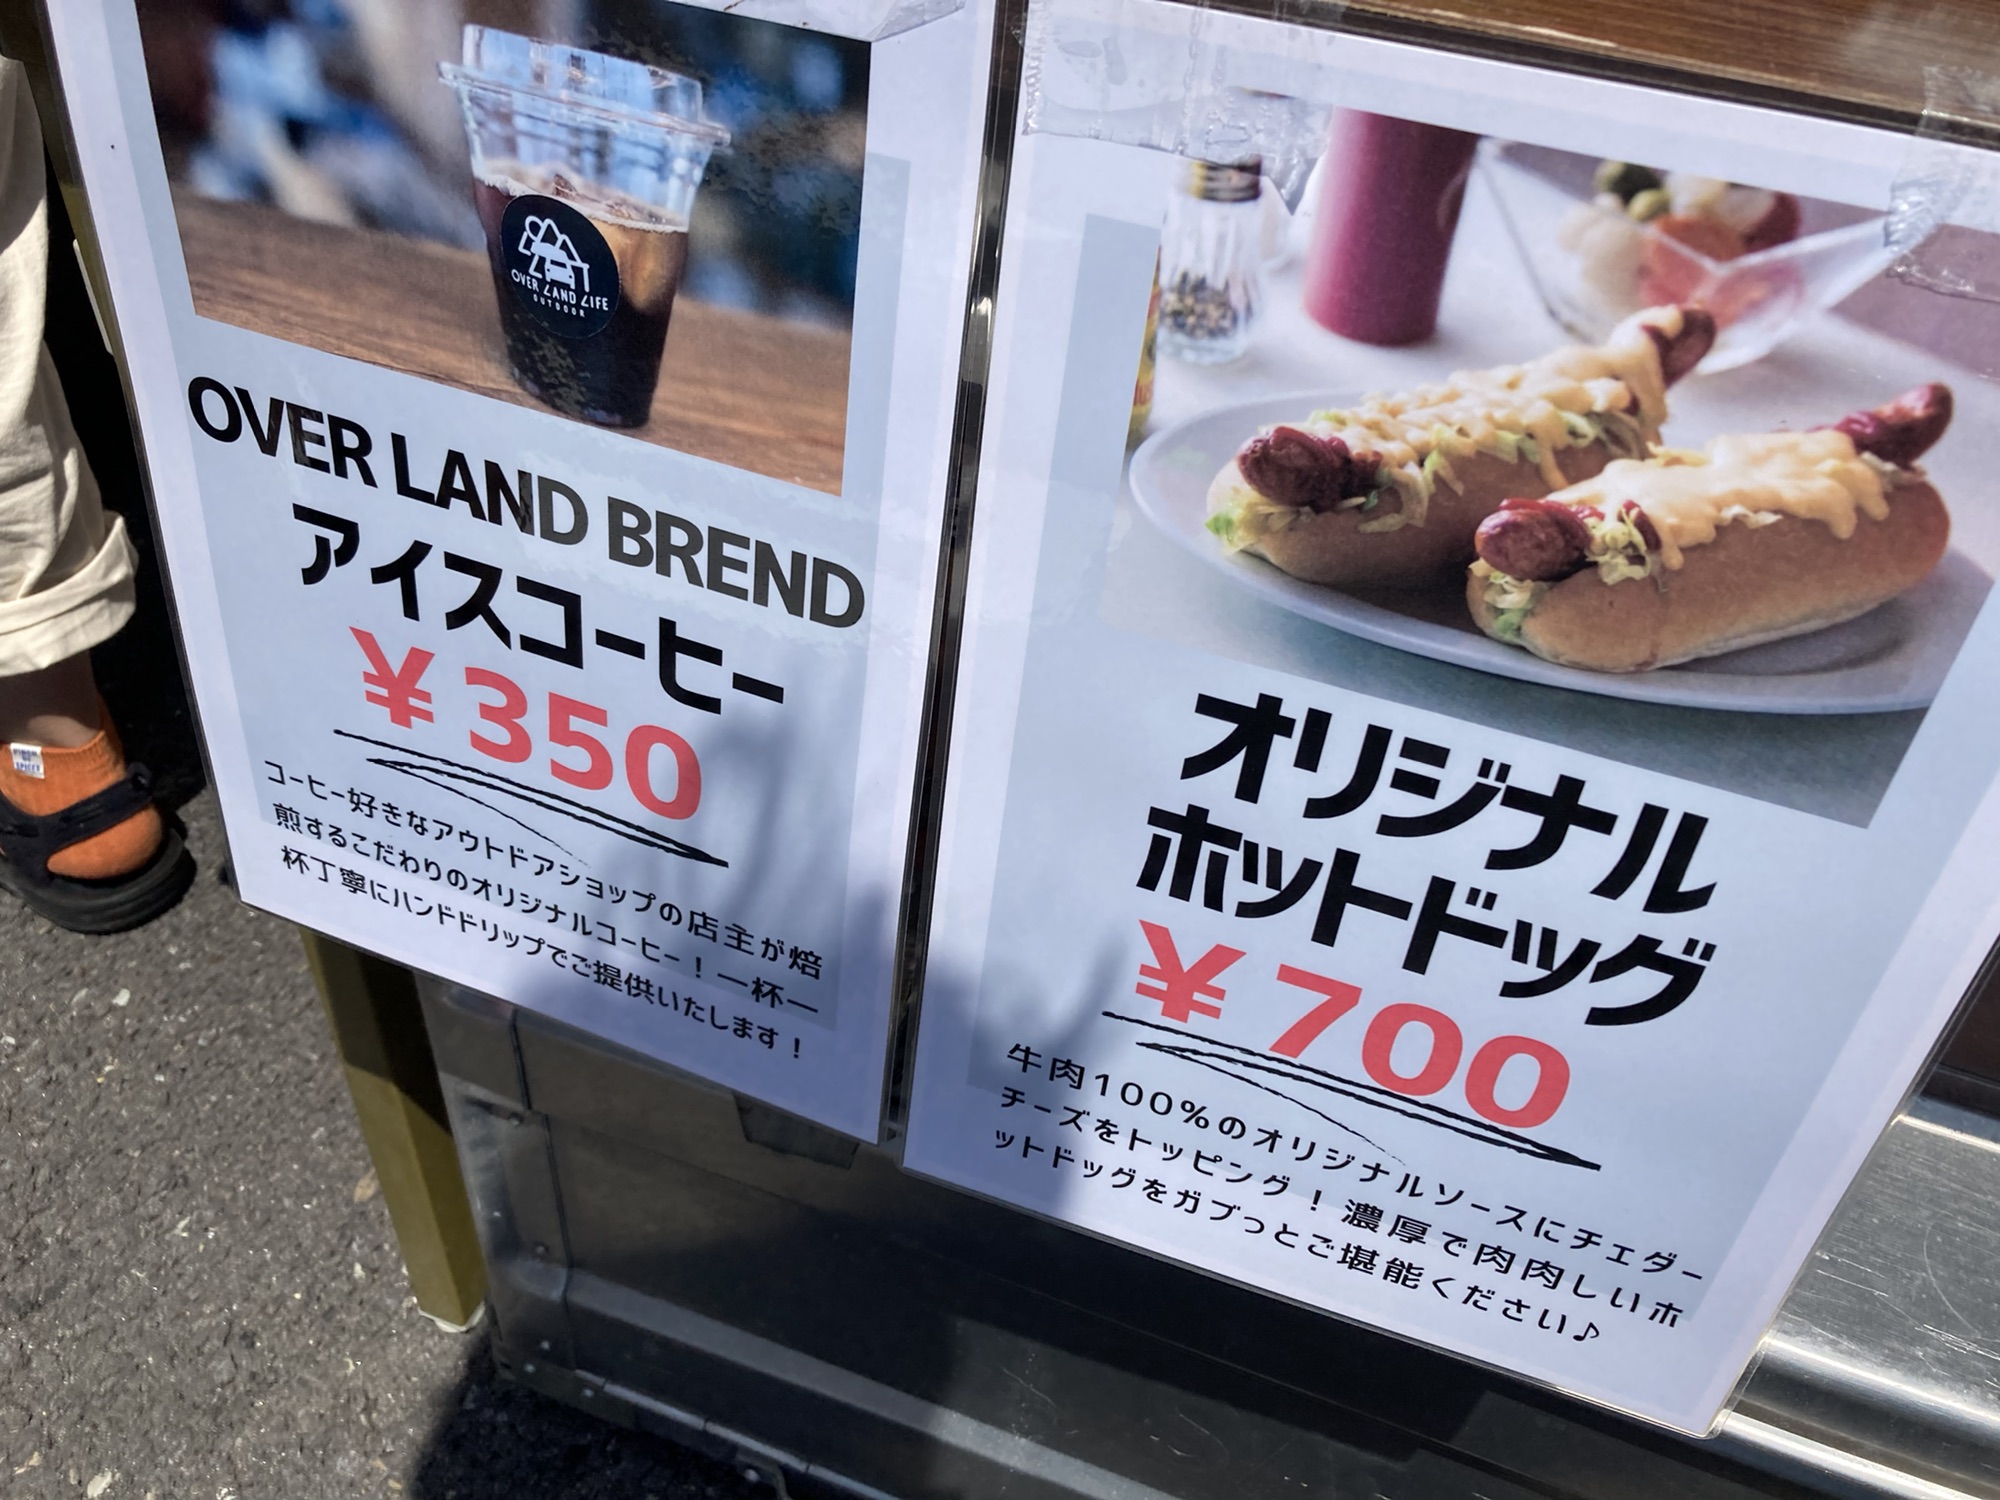 OVER LAND LIFE
OUTDOOR
OVER LAND BREND
アイスコーヒー
¥350
コーヒー好きなアウトドアショップの店主が焙
煎するこだわりのオリジナルコーヒー！一杯一
杯丁寧にハンドドリップでご提供いたします！
オリジナル
ホットドッグ
¥700
牛肉100%のオリジナルソースにチェダー
チーズをトッピング！濃厚で肉肉しいホ
ットドッグをガブっとご堪能ください♪